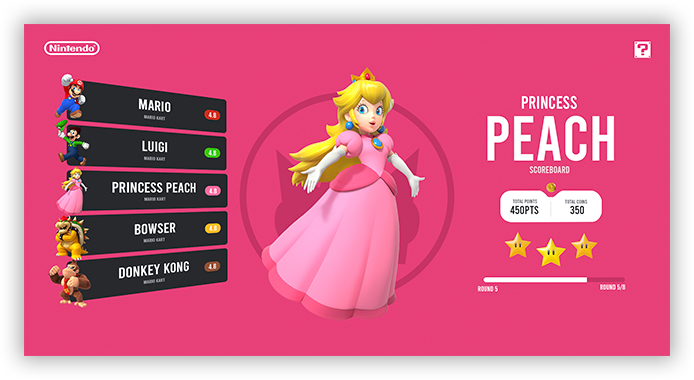 Nintendo
?
MARIO
MARIO KART
4.8
LUIGI
MARIO KART
4.8
PRINCESS PEACH
MARIO KART
4.8
BOWSER
MARIO KART
4.8
DONKEY KONG
MARIO KART
4.8
PRINCESS
PEACH
SCOREBOARD
TOTAL POINTS
450PTS
TOTAL COINS
350
ROUND 5
ROUND 5/8